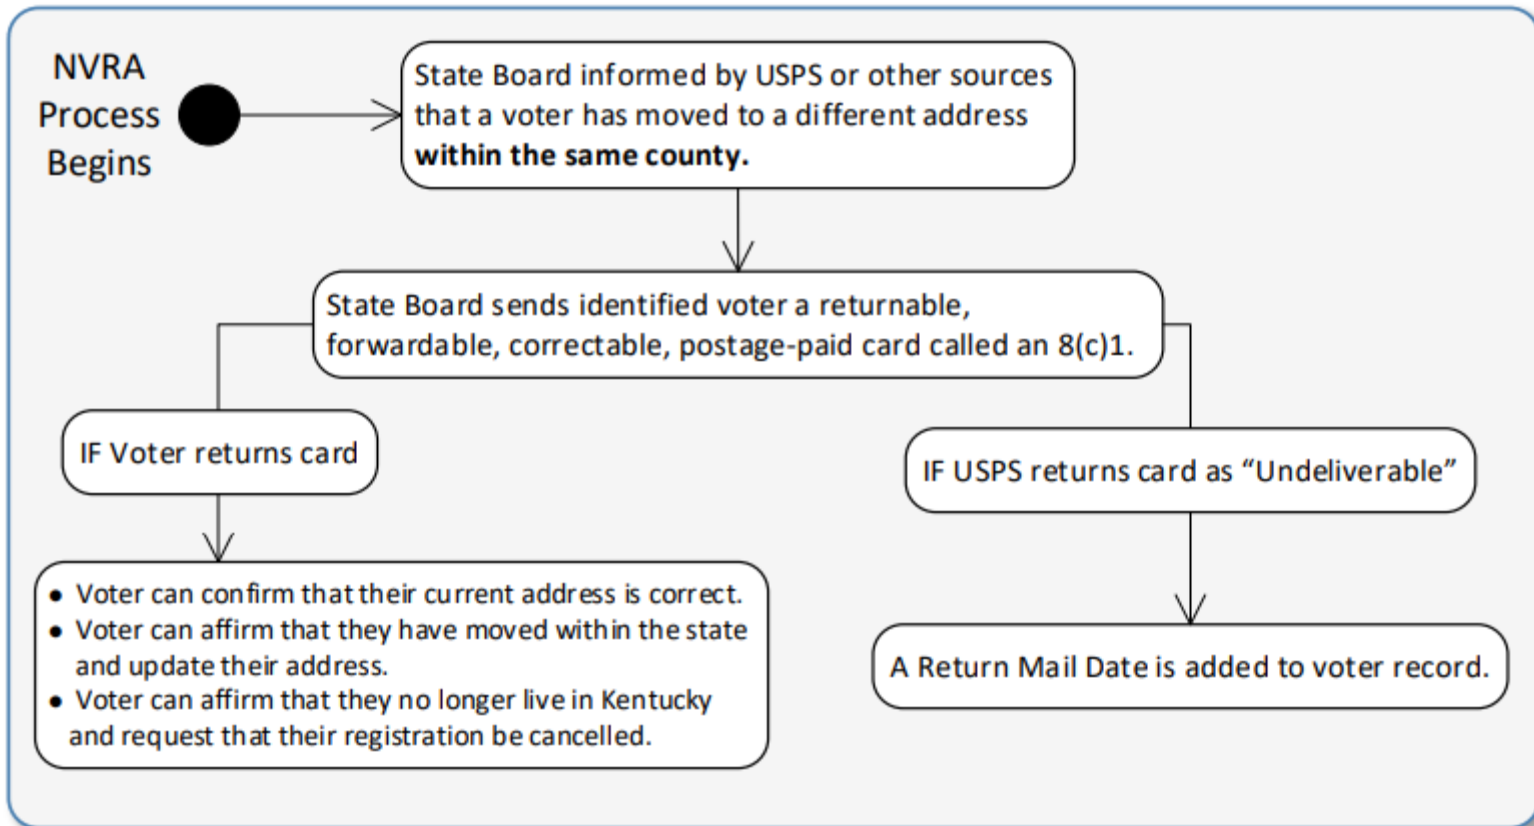 NVRA
Process
Begins
State Board informed by USPS or other sources
that a voter has moved to a different address
within the same county.
State Board sends identified voter a returnable,
forwardable, correctable, postage-paid card called an 8(c)1.
IF Voter returns card
IF USPS returns card as “Undeliverable”
● Voter can confirm that their current address is correct.
● Voter can affirm that they have moved within the state
and update their address.
● Voter can affirm that they no longer live in Kentucky
and request that their registration be cancelled.
A Return Mail Date is added to voter record.